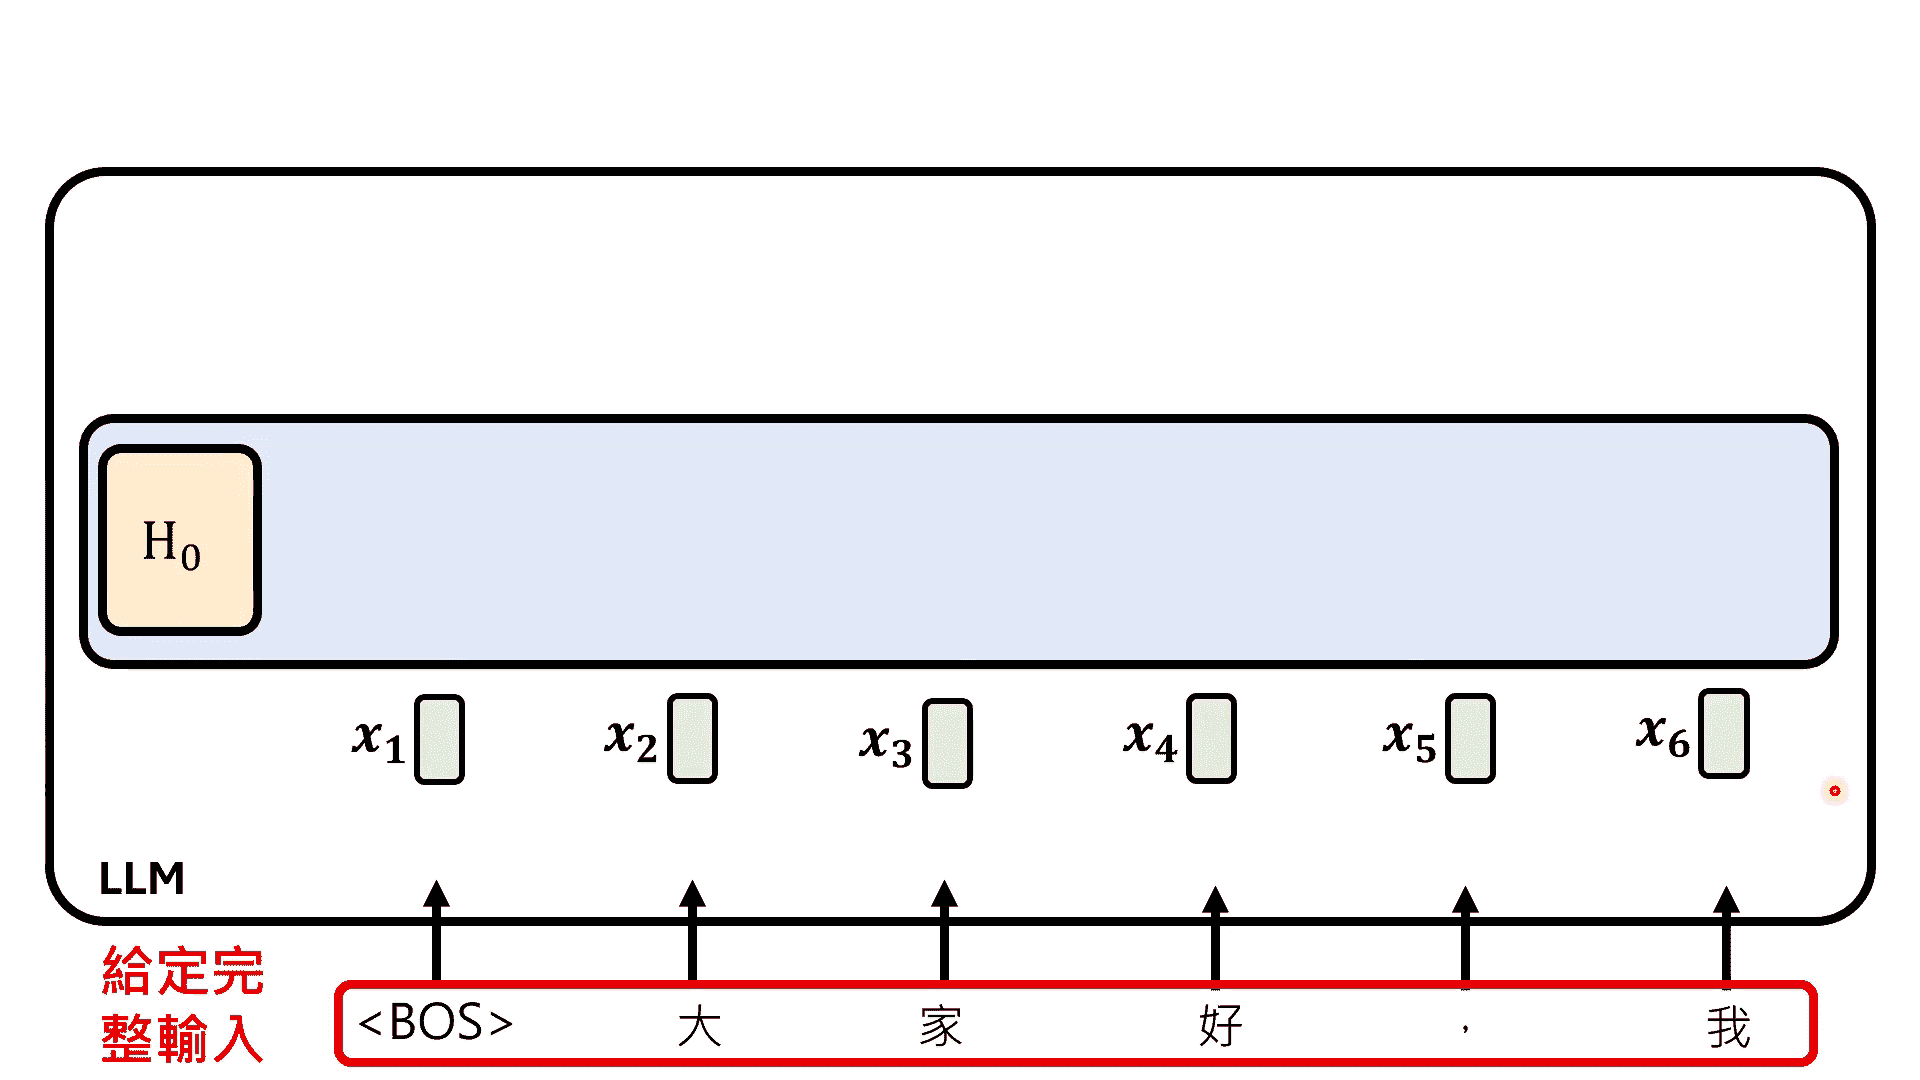 H₀
x₁ x₂ x₃ x₄ x₅ x₆
LLM
給定完
整輸入
<BOS> 大 家 好 , 我